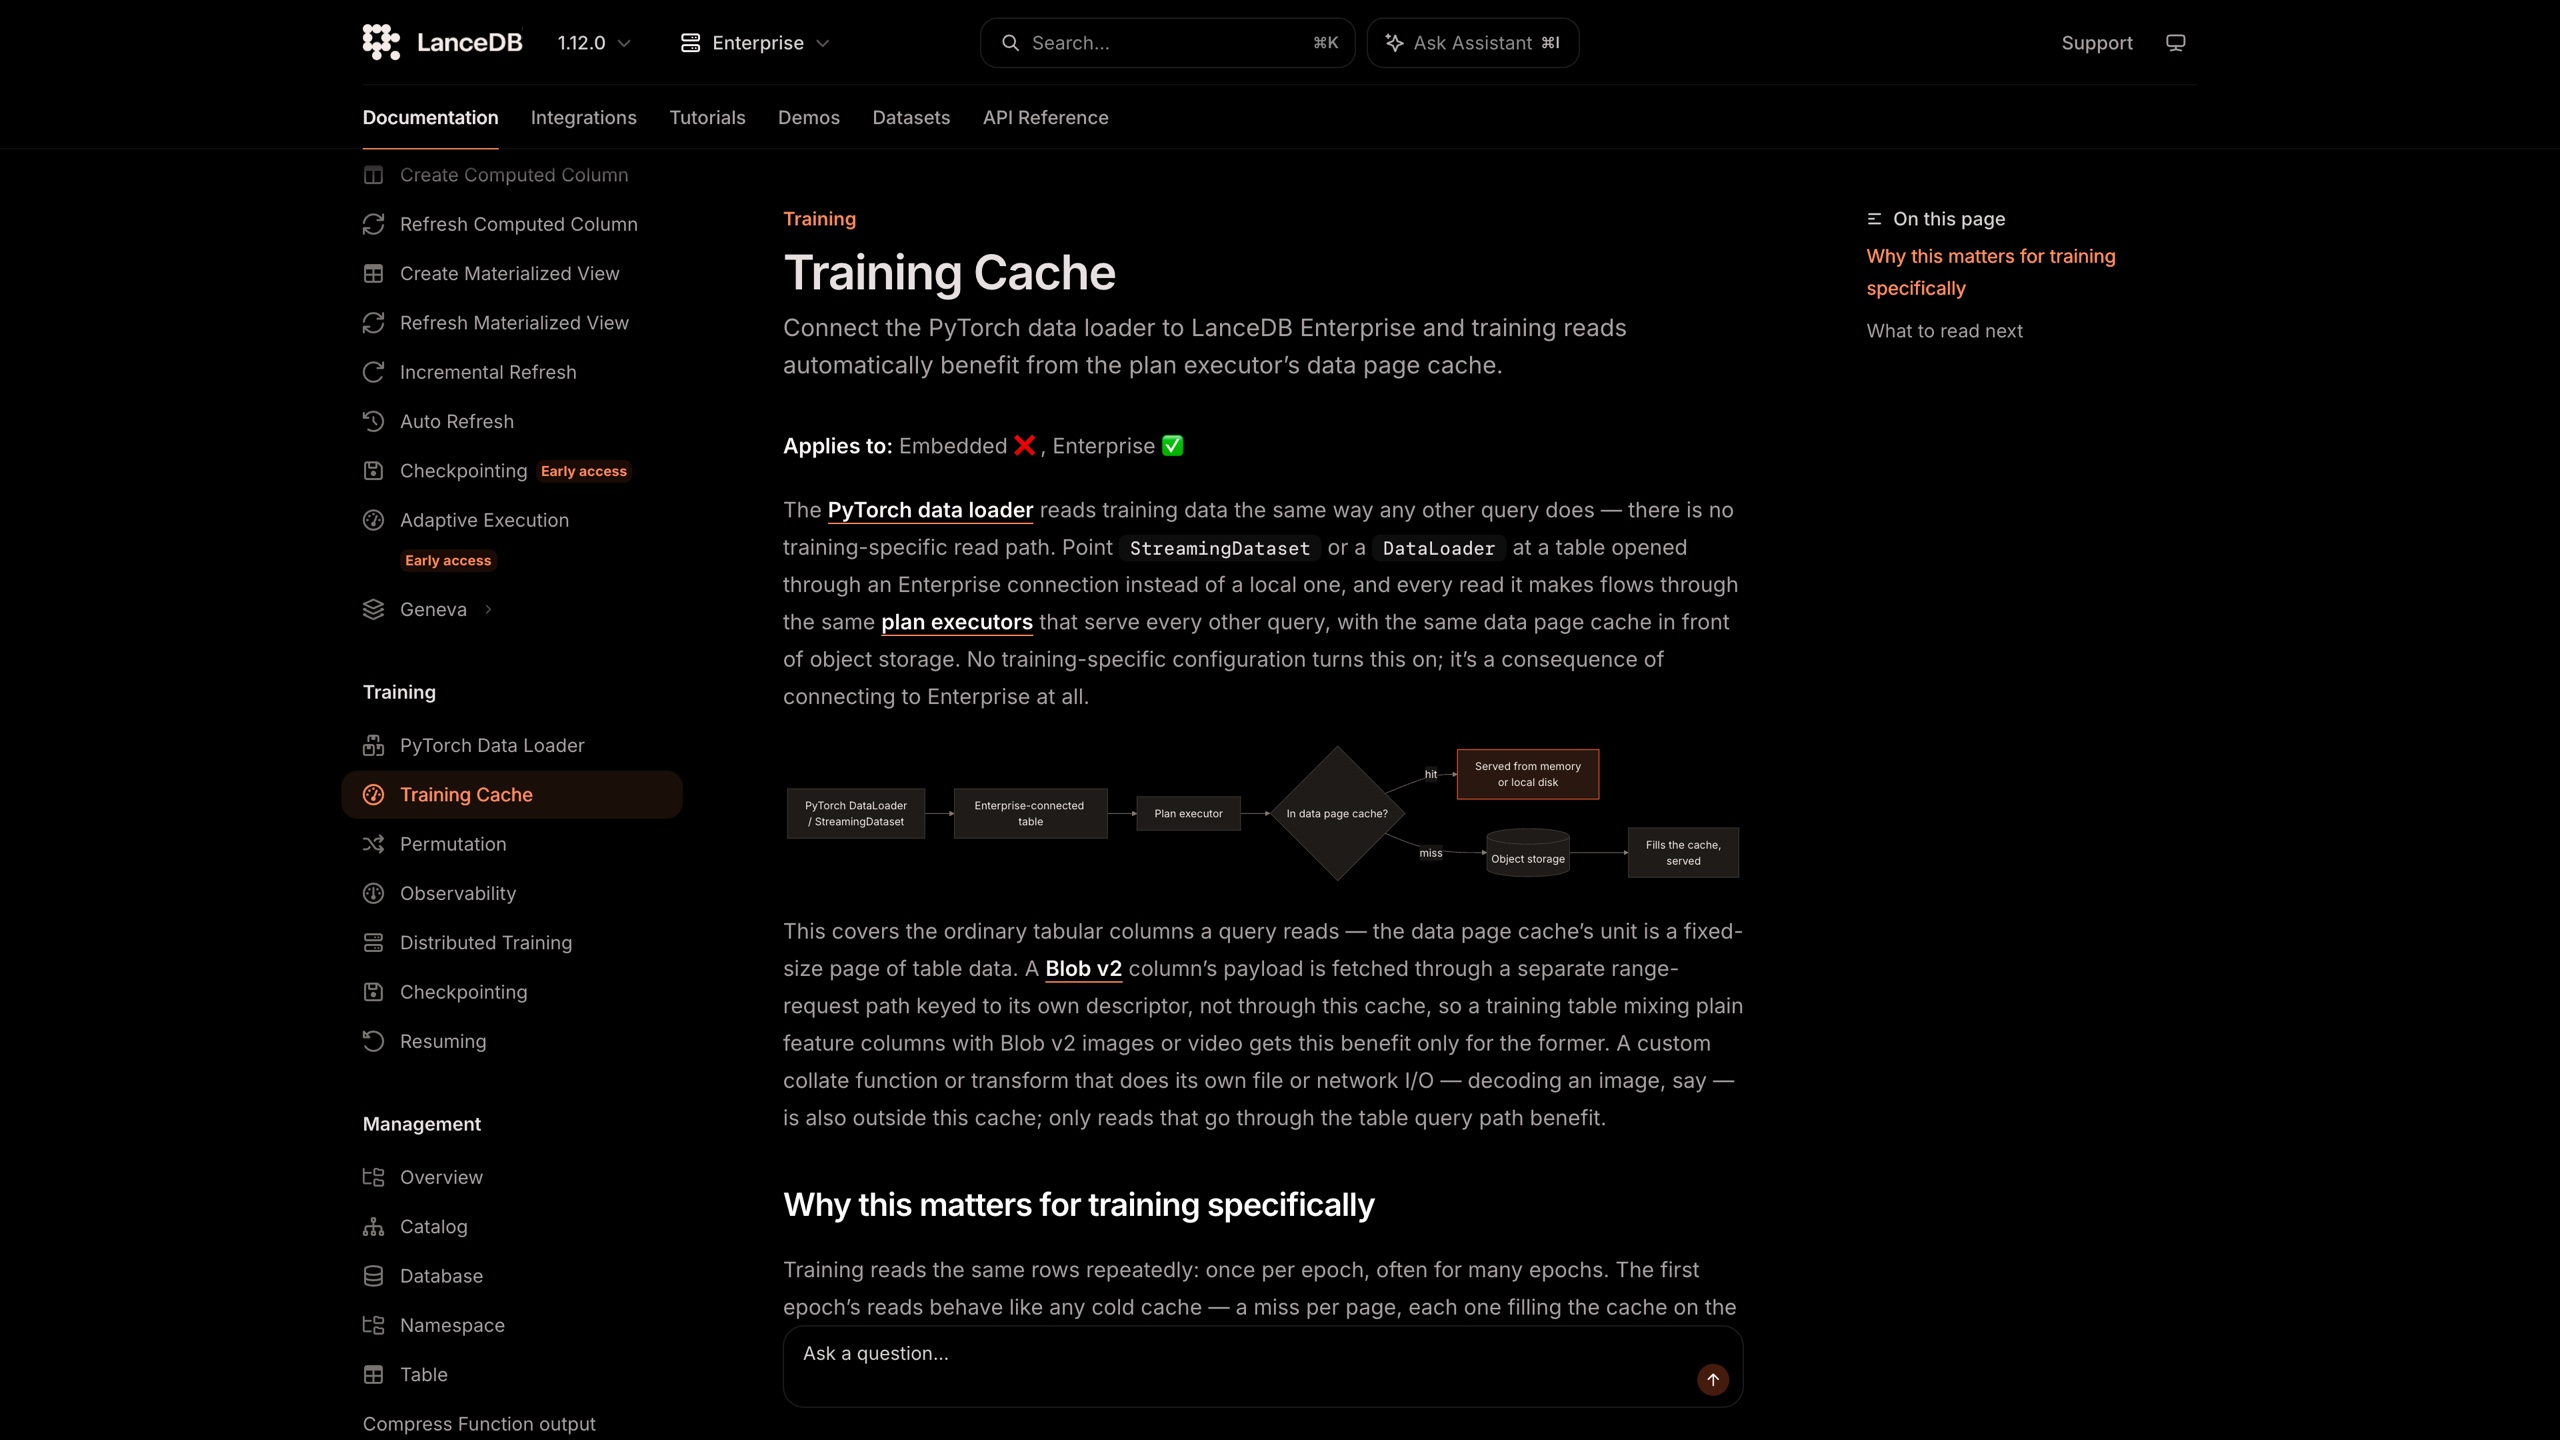 LanceDB
1.12.0
Enterprise
Search...
⌘K
Ask Assistant ⌘I
Support
Documentation
Integrations
Tutorials
Demos
Datasets
API Reference
Create Computed Column
Refresh Computed Column
Create Materialized View
Refresh Materialized View
Incremental Refresh
Auto Refresh
Checkpointing Early access
Adaptive Execution
Early access
Geneva
Training
PyTorch Data Loader
Training Cache
Permutation
Observability
Distributed Training
Checkpointing
Resuming
Management
Overview
Catalog
Database
Namespace
Table
Compress Function output
Training
Training Cache
Connect the PyTorch data loader to LanceDB Enterprise and training reads
automatically benefit from the plan executor’s data page cache.
Applies to: Embedded ❌ , Enterprise ✅
The PyTorch data loader reads training data the same way any other query does — there is no
training-specific read path. Point StreamingDataset or a DataLoader at a table opened
through an Enterprise connection instead of a local one, and every read it makes flows through
the same plan executors that serve every other query, with the same data page cache in front
of object storage. No training-specific configuration turns this on; it’s a consequence of
connecting to Enterprise at all.
PyTorch DataLoader
/ StreamingDataset
Enterprise-connected
table
Plan executor
In data page cache?
hit
Served from memory
or local disk
miss
Object storage
Fills the cache,
served
This covers the ordinary tabular columns a query reads — the data page cache’s unit is a fixed-
size page of table data. A Blob v2 column’s payload is fetched through a separate range-
request path keyed to its own descriptor, not through this cache, so a training table mixing plain
feature columns with Blob v2 images or video gets this benefit only for the former. A custom
collate function or transform that does its own file or network I/O — decoding an image, say —
is also outside this cache; only reads that go through the table query path benefit.
Why this matters for training specifically
Training reads the same rows repeatedly: once per epoch, often for many epochs. The first
epoch’s reads behave like any cold cache — a miss per page, each one filling the cache on the
Ask a question...
On this page
Why this matters for training
specifically
What to read next